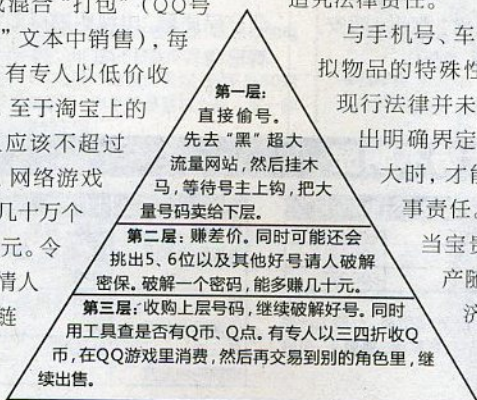 或混合“打包”(QQ号
”文本中销售),每
有专人以低价收
至于淘宝上的
应该不超过
网络游戏
几十万个
元。令
情人
链
第一层:
直接偷号。
先去“黑”超大
流量网站,然后挂木
马,等待号主上钩,把大
量号码卖给下层。
第二层:赚差价。同时可能还会
挑出5、6位以及其他好号请人破解
密保。破解一个密码,能多赚几十元。
第三层:收购上层号码,继续破解好号。同时
用工具查是否有Q币、Q点。有专人以三四折收Q
币,在QQ游戏里消费,然后再交易到别的角色里,继
续出售。
追究法律责任。
与手机号、车
拟物品的特殊性
现行法律并未
出明确界定
大时,才能
事责任。
当宝贵
产随
济